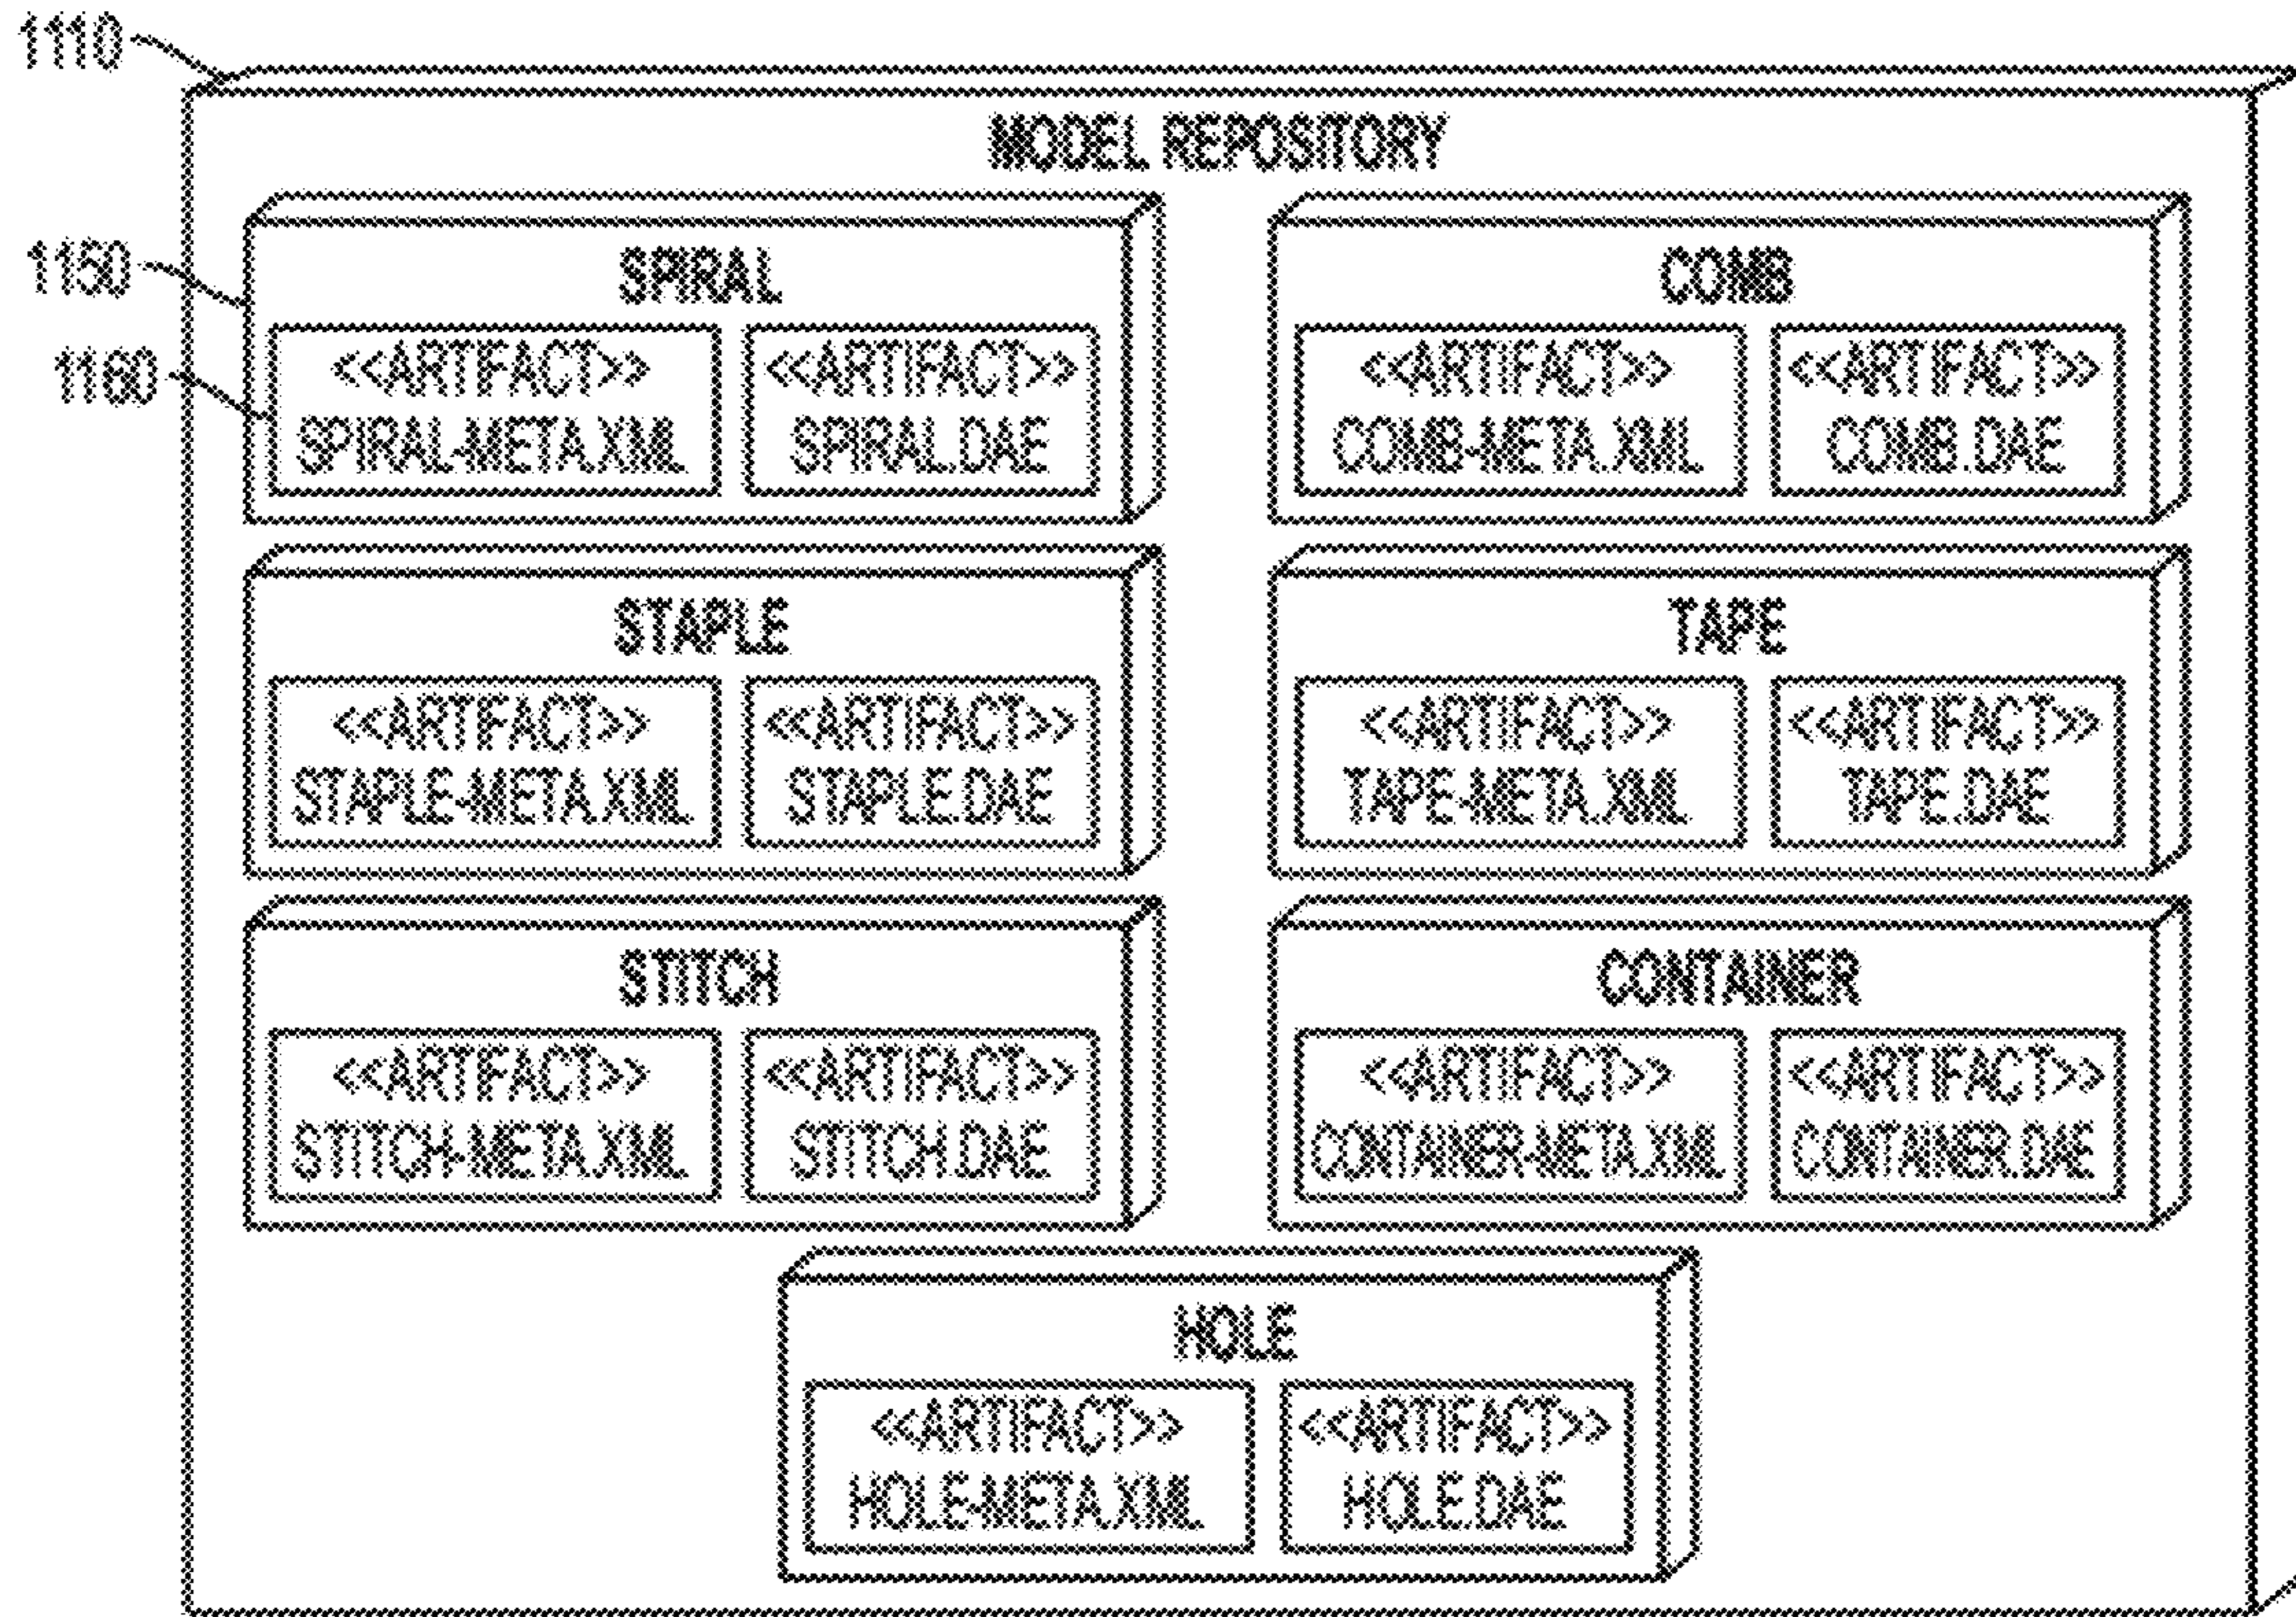 1110
MODEL REPOSITORY
1150
SPIRAL
1160
<<ARTIFACT>>
SPIRAL-META.XML
<<ARTIFACT>>
SPIRAL.DAE
COMB
<<ARTIFACT>>
COMB-META.XML
<<ARTIFACT>>
COMB.DAE
STAPLE
<<ARTIFACT>>
STAPLE-META.XML
<<ARTIFACT>>
STAPLE.DAE
TAPE
<<ARTIFACT>>
TAPE-META.XML
<<ARTIFACT>>
TAPE.DAE
STITCH
<<ARTIFACT>>
STITCH-META.XML
<<ARTIFACT>>
STITCH.DAE
CONTAINER
<<ARTIFACT>>
CONTAINER-META.XML
<<ARTIFACT>>
CONTAINER.DAE
HOLE
<<ARTIFACT>>
HOLE-META.XML
<<ARTIFACT>>
HOLE.DAE